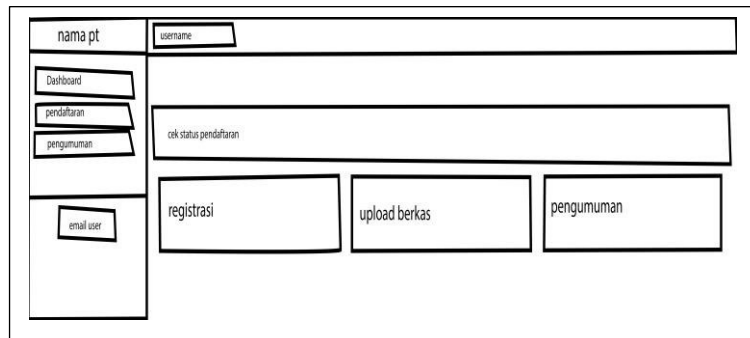 nama pt
username
Dashboard
pendaftaran
pengumuman
cek status pendaftaran
registrasi
upload berkas
pengumuman
email user